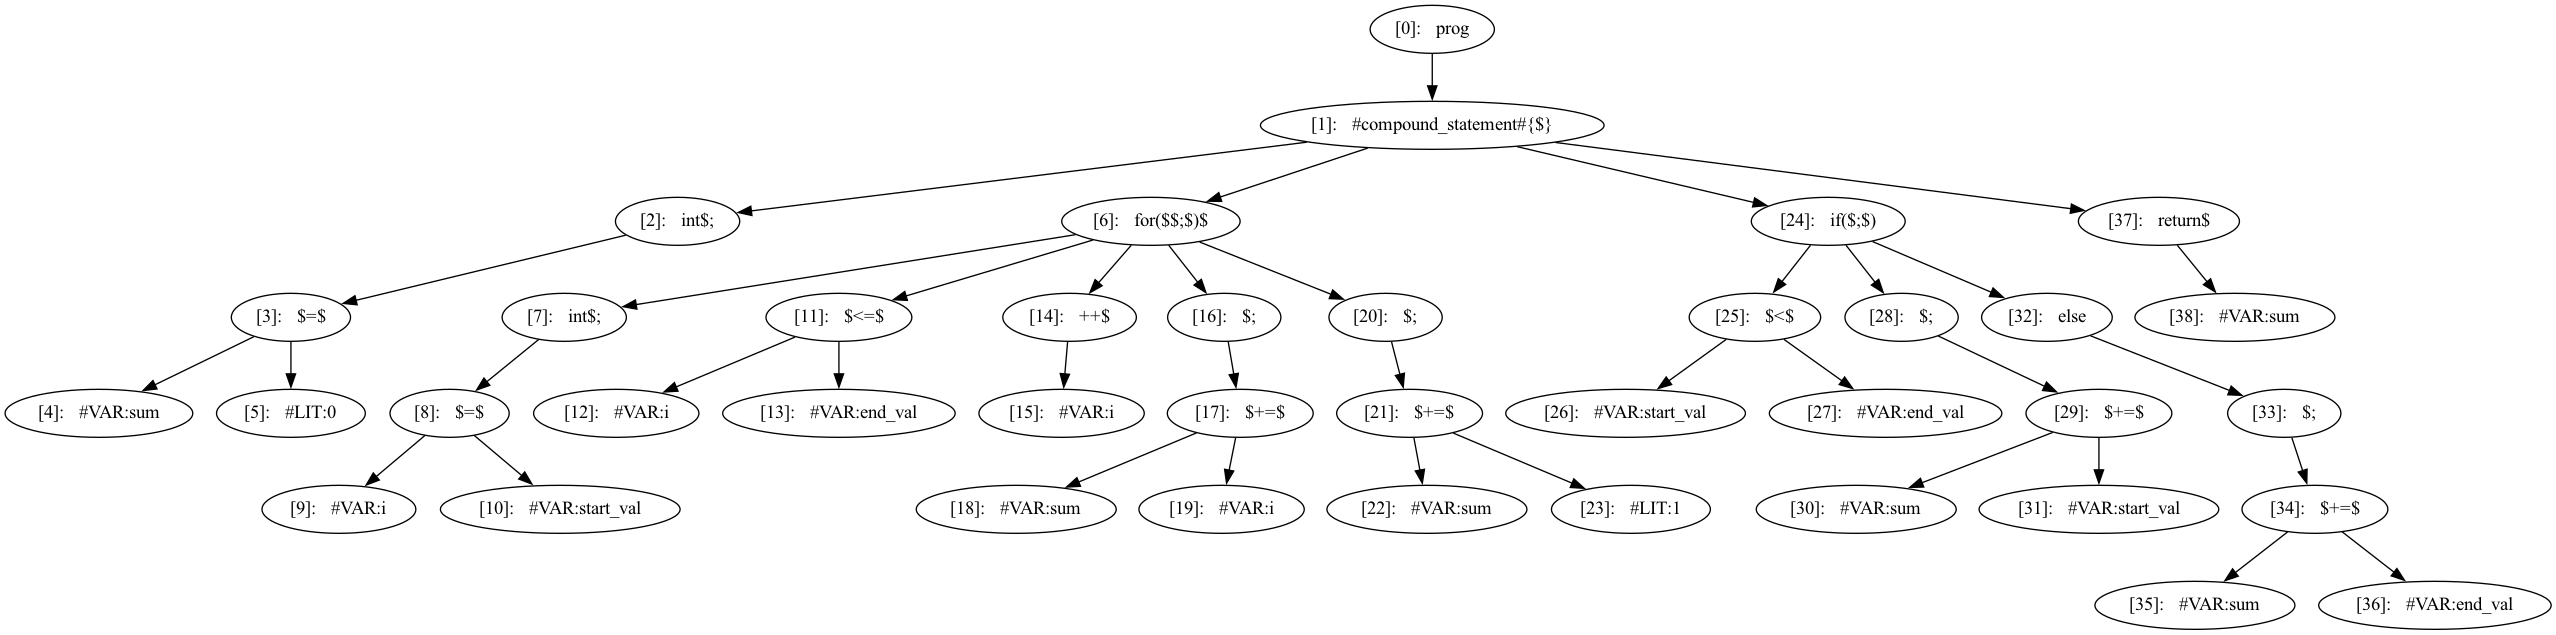 [0]: prog
[1]: #compound_statement#{$}
[2]: int$;
[6]: for($$;$)$
[24]: if($;$)
[37]: return$
[3]: $=$
[7]: int$;
[11]: $<=$
[14]: ++$
[16]: $;
[20]: $;
[25]: $<$
[28]: $;
[32]: else
[38]: #VAR:sum
[4]: #VAR:sum
[5]: #LIT:0
[8]: $=$
[12]: #VAR:i
[13]: #VAR:end_val
[15]: #VAR:i
[17]: $+=$
[21]: $+=$
[26]: #VAR:start_val
[27]: #VAR:end_val
[29]: $+=$
[33]: $;
[9]: #VAR:i
[10]: #VAR:start_val
[18]: #VAR:sum
[19]: #VAR:i
[22]: #VAR:sum
[23]: #LIT:1
[30]: #VAR:sum
[31]: #VAR:start_val
[34]: $+=$
[35]: #VAR:sum
[36]: #VAR:end_val